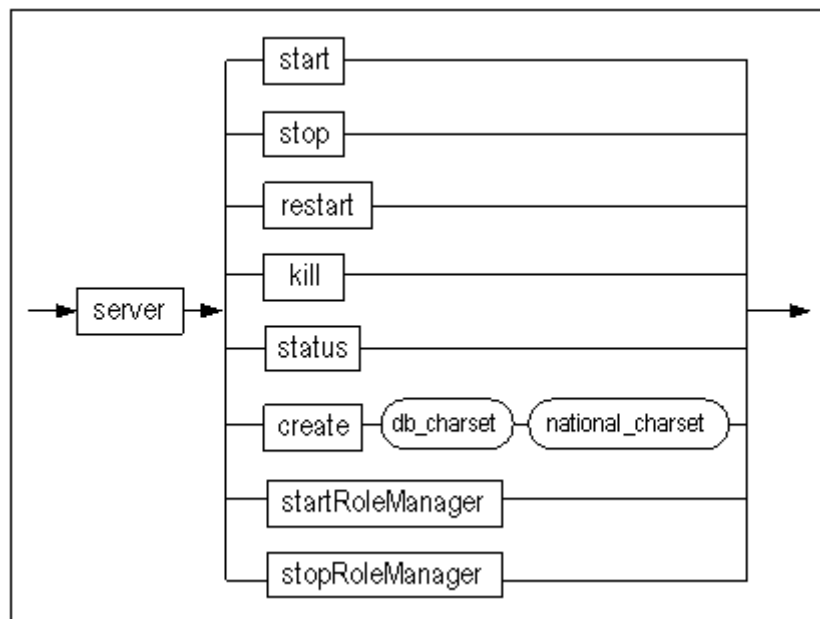 start
stop
restart
kill
server
status
create db_charset national_charset
startRoleManager
stopRoleManager